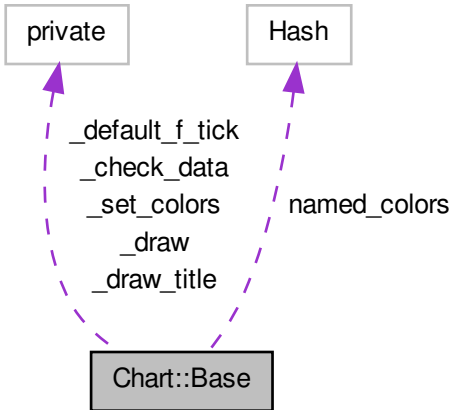 private
Hash
_default_f_tick
_check_data
_set_colors
_draw
_draw_title
named_colors
Chart::Base